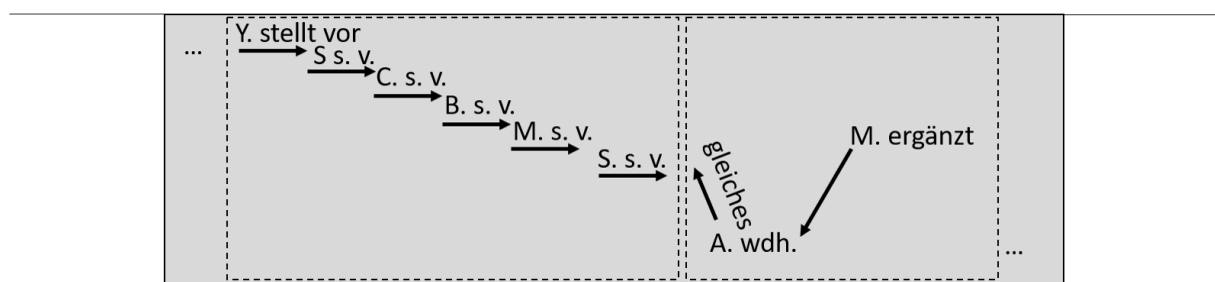 ...
Y. stellt vor
S s. v.
C. s. v.
B. s. v.
M. s. v.
S. s. v.
gleiches
A. wdh.
M. ergänzt
...